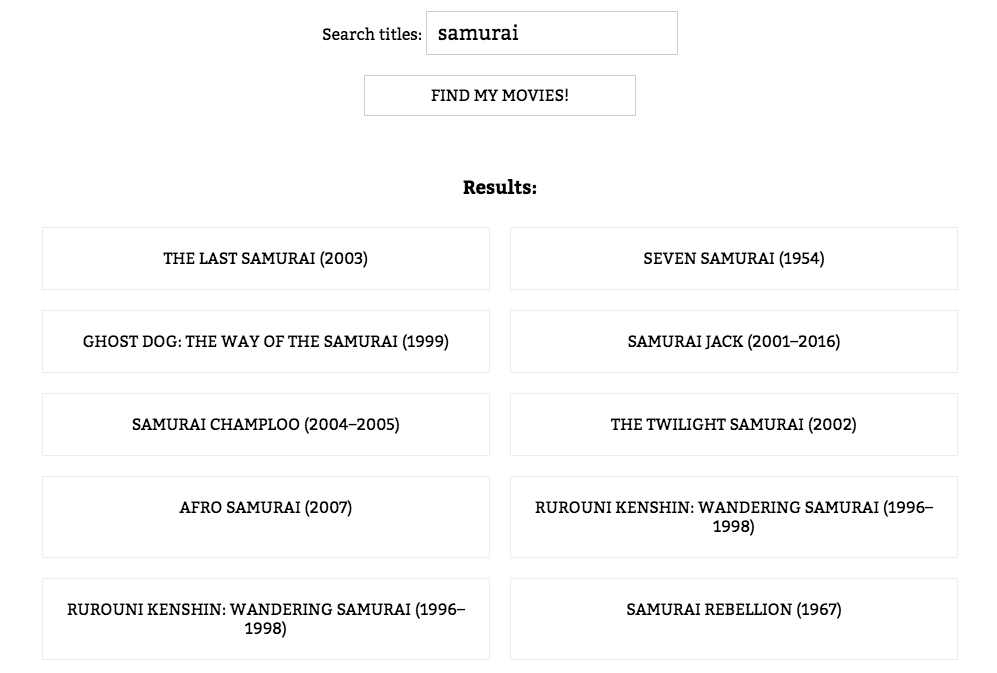 Search titles: samurai
FIND MY MOVIES!
Results:
THE LAST SAMURAI (2003)
SEVEN SAMURAI (1954)
GHOST DOG: THE WAY OF THE SAMURAI (1999)
SAMURAI JACK (2001–2016)
SAMURAI CHAMPLOO (2004–2005)
THE TWILIGHT SAMURAI (2002)
AFRO SAMURAI (2007)
RUROUNI KENSHIN: WANDERING SAMURAI (1996–
1998)
RUROUNI KENSHIN: WANDERING SAMURAI (1996–
1998)
SAMURAI REBELLION (1967)